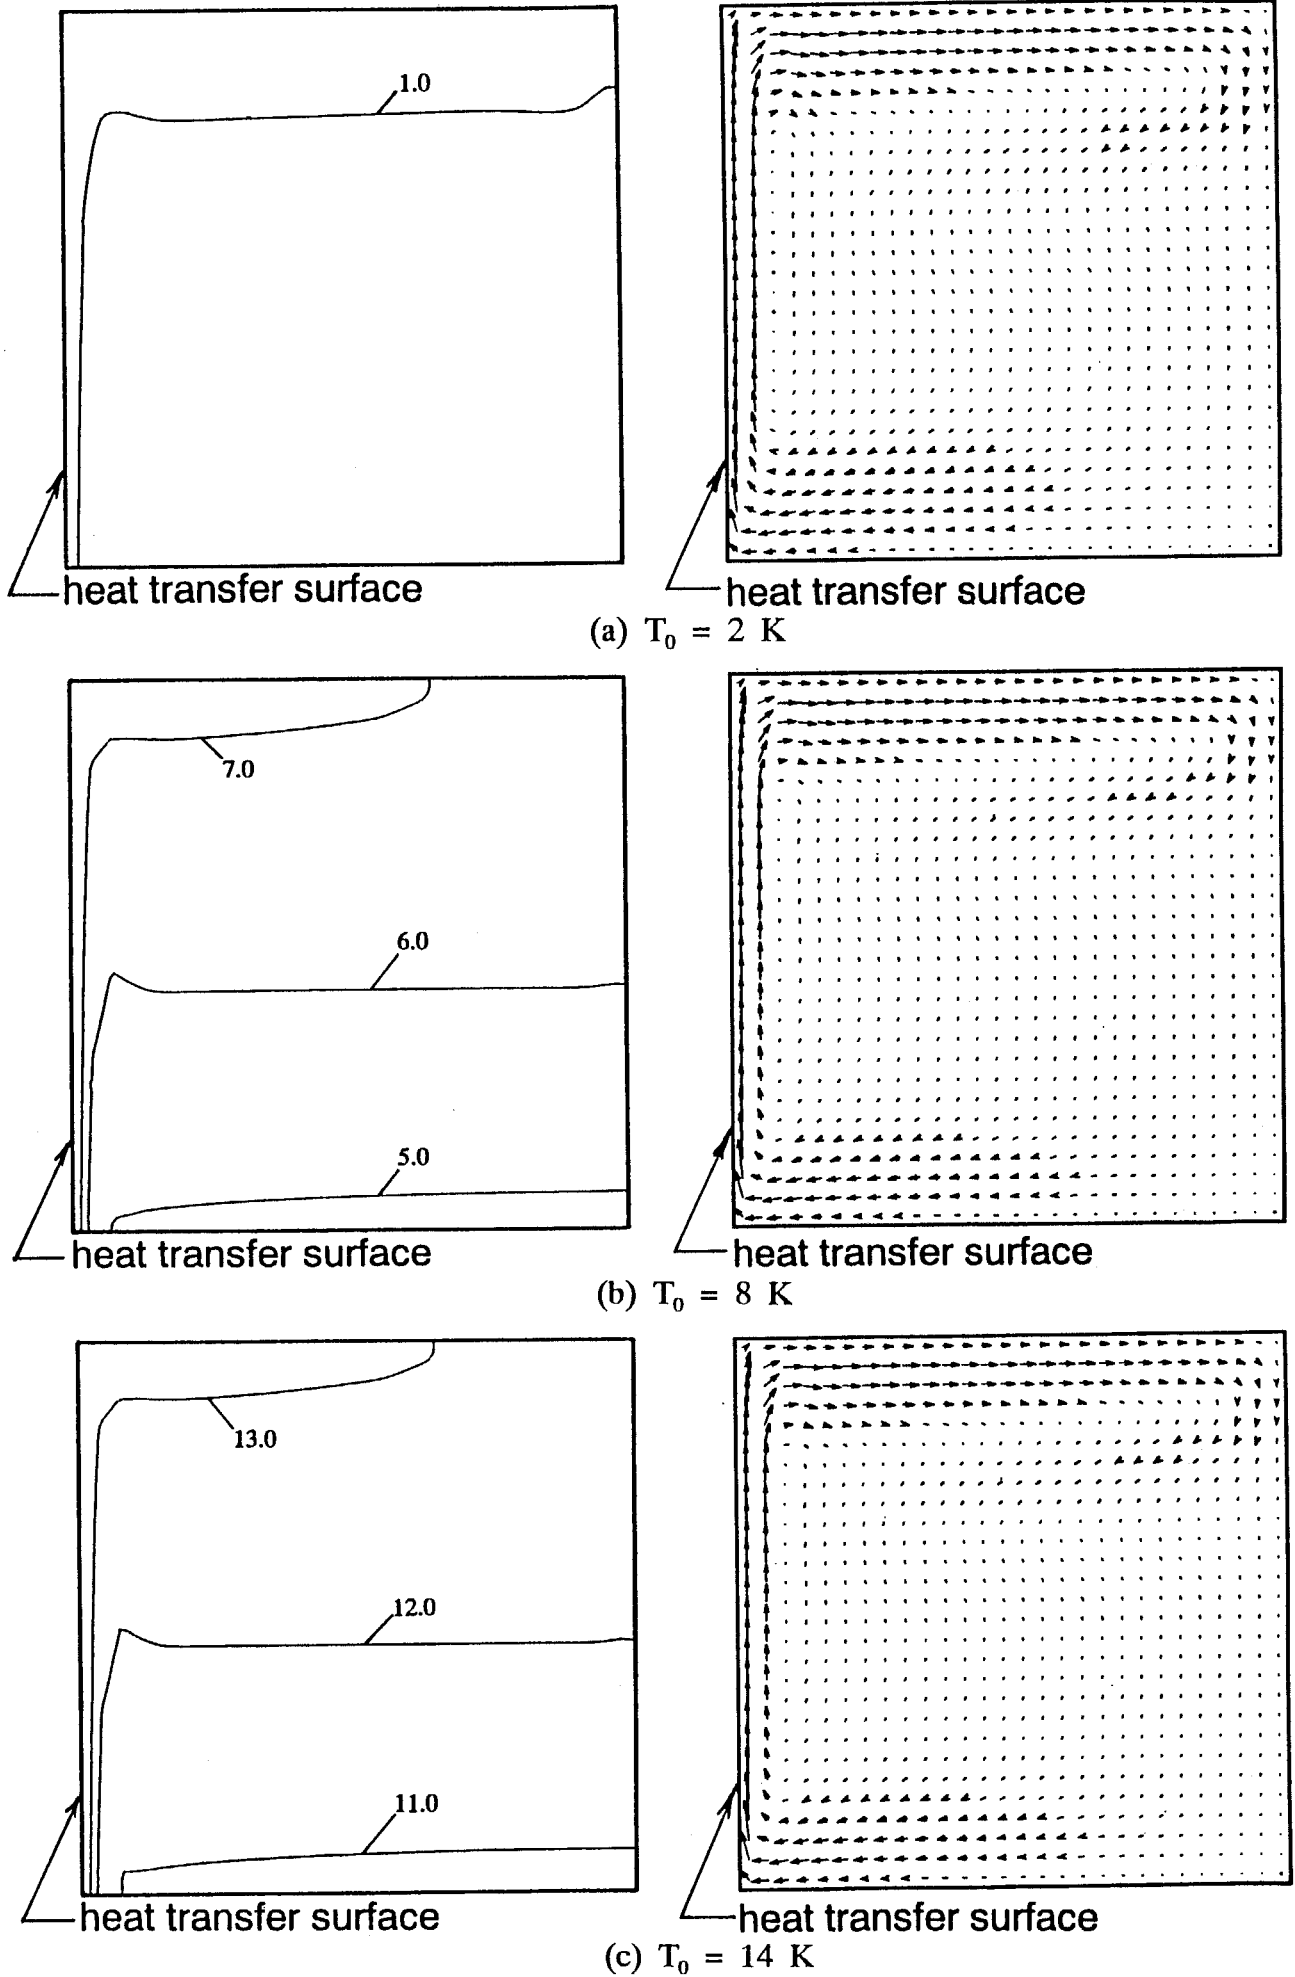 1.0
heat transfer surface
heat transfer surface
(a) T₀ = 2 K
7.0
6.0
5.0
heat transfer surface
heat transfer surface
(b) T₀ = 8 K
13.0
12.0
11.0
heat transfer surface
heat transfer surface
(c) T₀ = 14 K